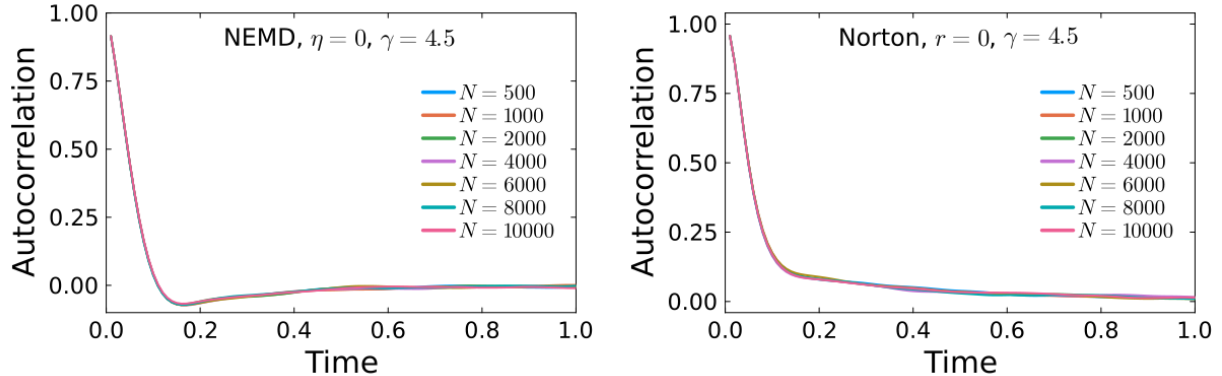 NEMD, η = 0, γ = 4.5
Autocorrelation
1.00
0.75
0.50
0.25
0.00
N = 500
N = 1000
N = 2000
N = 4000
N = 6000
N = 8000
N = 10000
0.0 0.2 0.4 0.6 0.8 1.0
Time
Norton, r = 0, γ = 4.5
Autocorrelation
1.00
0.75
0.50
0.25
0.00
N = 500
N = 1000
N = 2000
N = 4000
N = 6000
N = 8000
N = 10000
0.0 0.2 0.4 0.6 0.8 1.0
Time